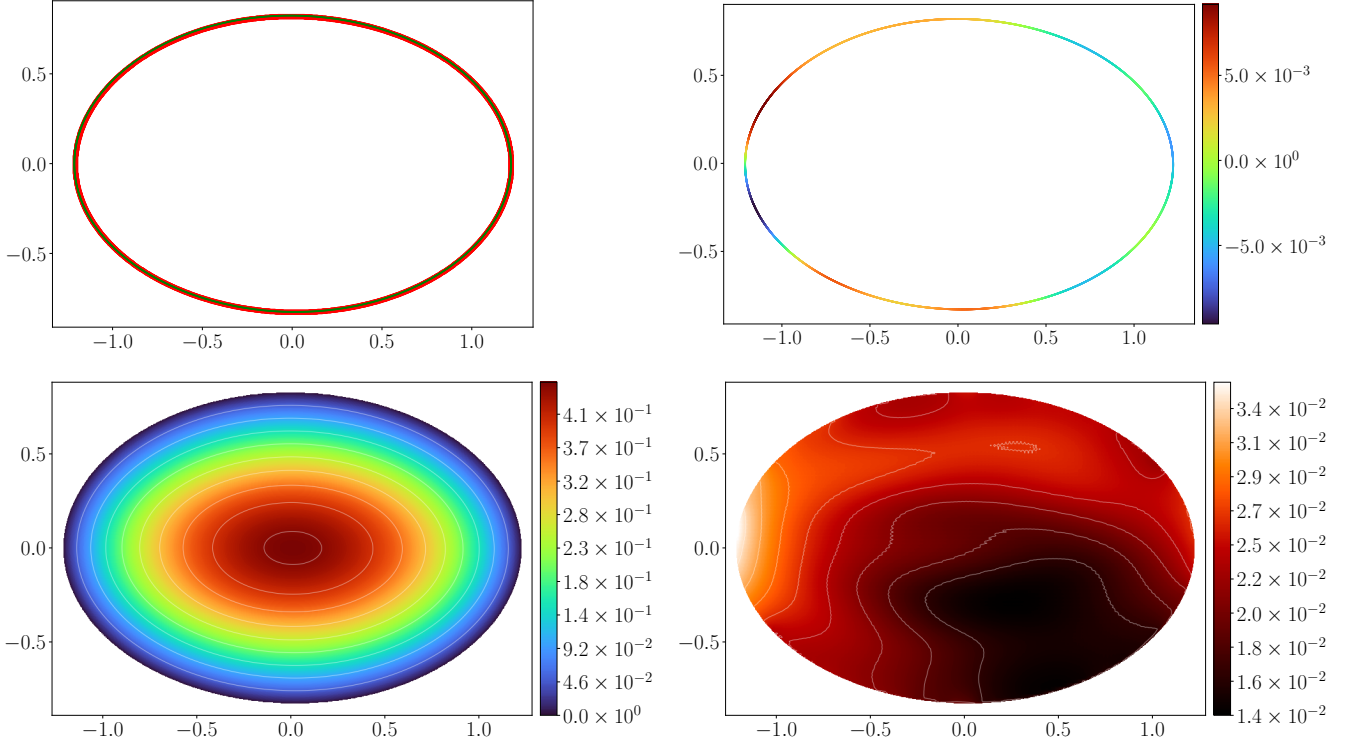 0.5
0.0
−0.5
−1.0 −0.5 0.0 0.5 1.0
0.5
0.0
−0.5
−1.0 −0.5 0.0 0.5 1.0
5.0 × 10⁻³
0.0 × 10⁰
−5.0 × 10⁻³
0.5
0.0
−0.5
−1.0 −0.5 0.0 0.5 1.0
4.1 × 10⁻¹
3.7 × 10⁻¹
3.2 × 10⁻¹
2.8 × 10⁻¹
2.3 × 10⁻¹
1.8 × 10⁻¹
1.4 × 10⁻¹
9.2 × 10⁻²
4.6 × 10⁻²
0.0 × 10⁰
0.5
0.0
−0.5
−1.0 −0.5 0.0 0.5 1.0
3.4 × 10⁻²
3.1 × 10⁻²
2.9 × 10⁻²
2.7 × 10⁻²
2.5 × 10⁻²
2.2 × 10⁻²
2.0 × 10⁻²
1.8 × 10⁻²
1.6 × 10⁻²
1.4 × 10⁻²